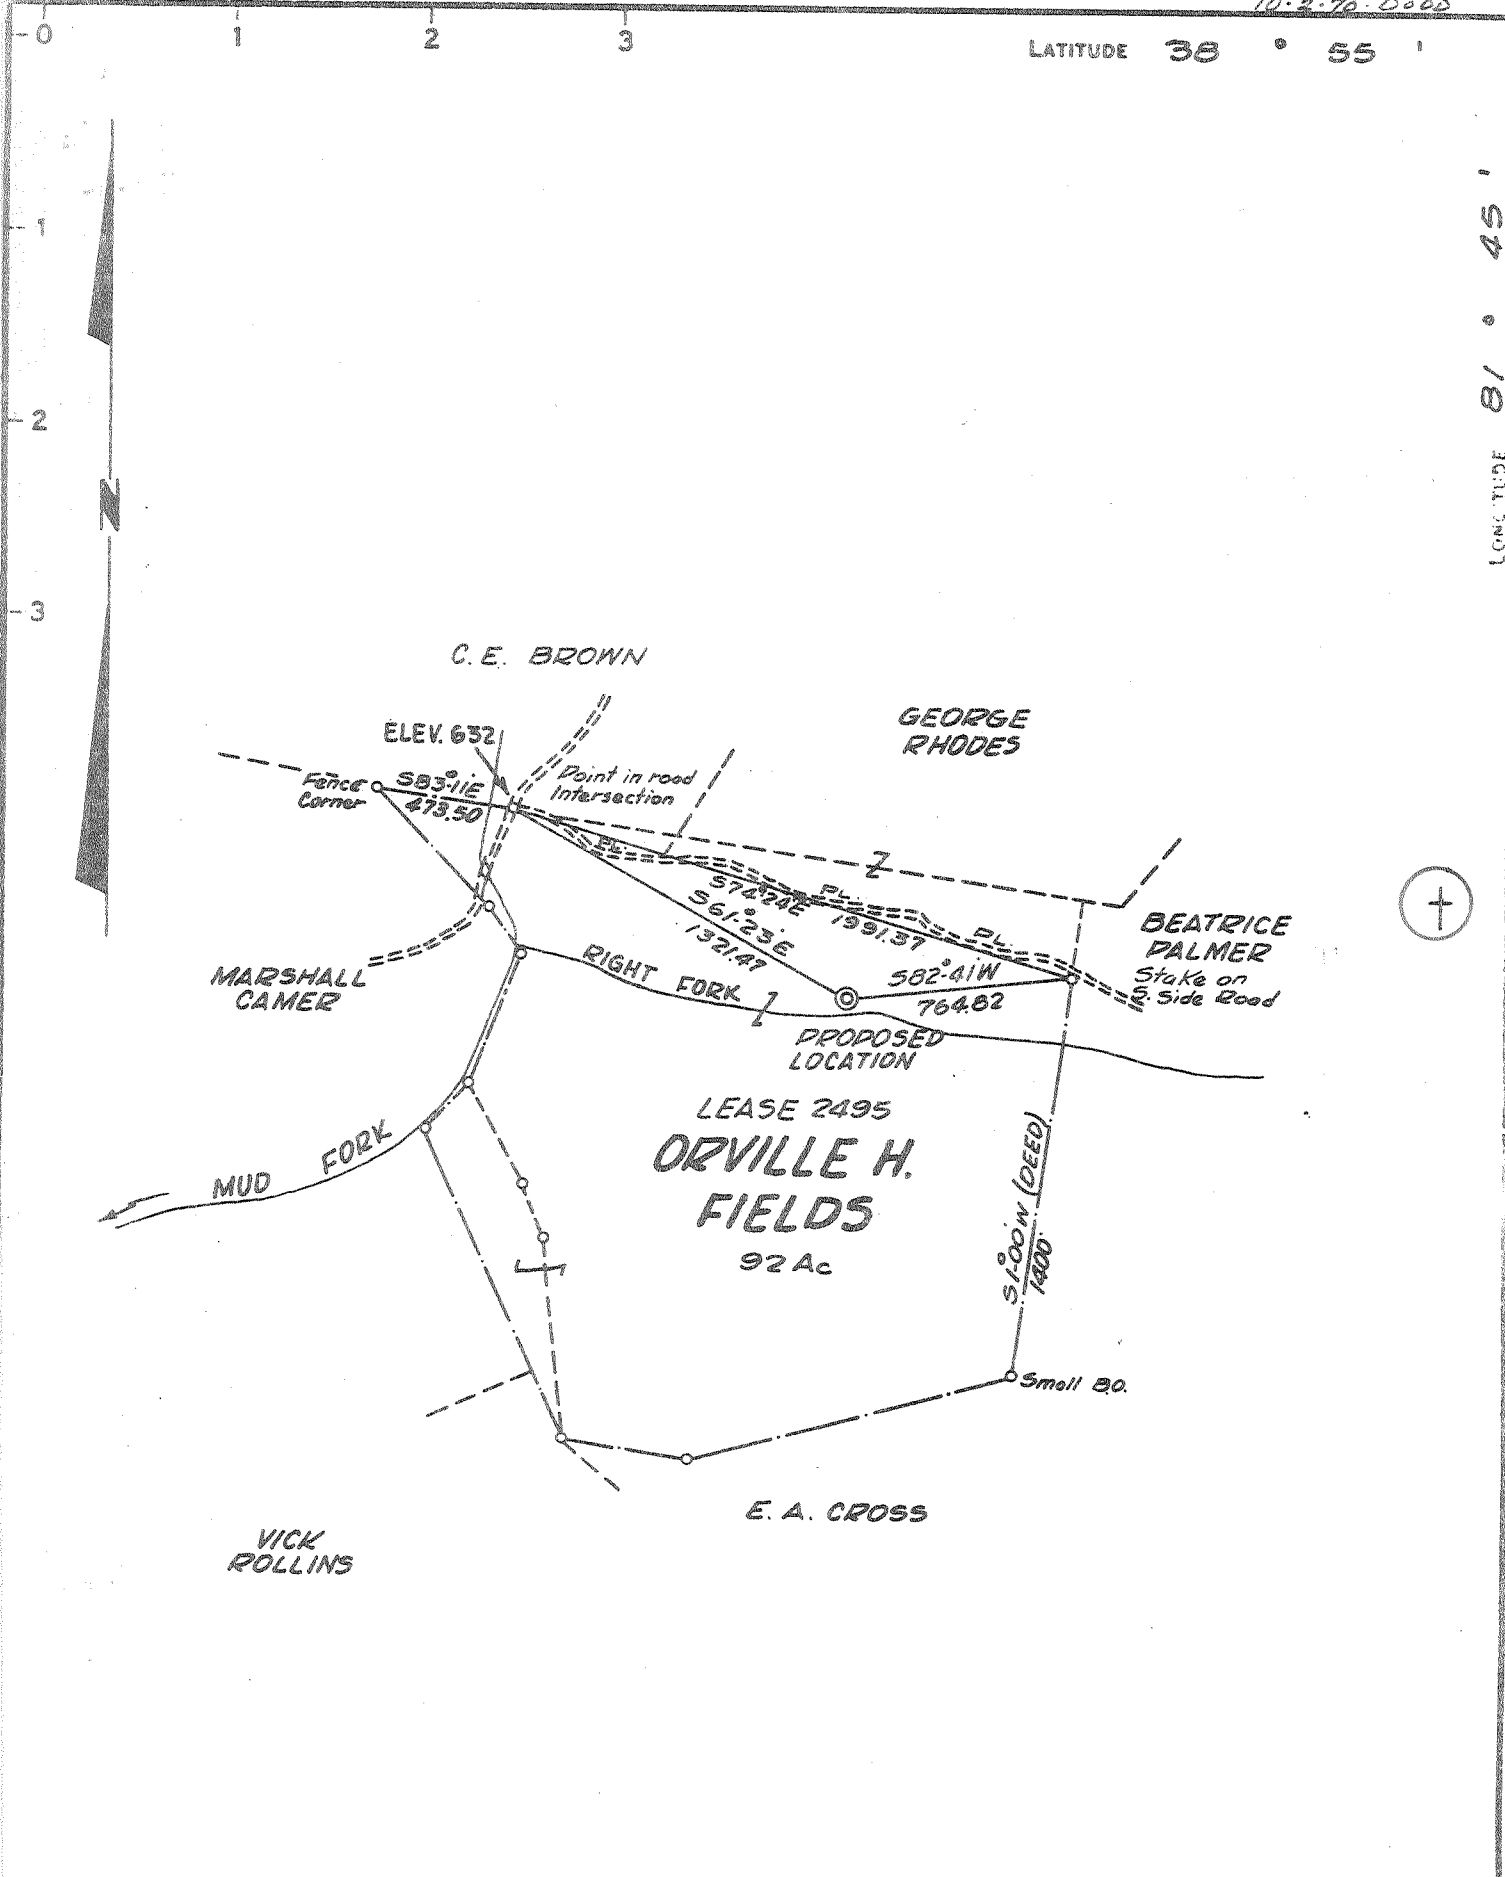 0 1 2 3
LATITUDE 38 ° 55 '
1
LONGITUDE 81 ° 45 '
2
N
3
C. E. BROWN
GEORGE
RHODES
ELEV. 632
Point in road
Intersection
Fence
Corner
S83°-11E
473.50
PL.
S74°-24E
1991.37
PL.
S61°-23E
1321.47
PL.
BEATRICE
PALMER
Stake on
S. Side Road
MARSHALL
CAMER
RIGHT FORK
S82°-41W
764.82
PROPOSED
LOCATION
LEASE 2495
ORVILLE H.
FIELDS
92 Ac
MUD FORK
S1°-00W (DEED)
1400'
Small B.O.
E. A. CROSS
VICK
ROLLINS